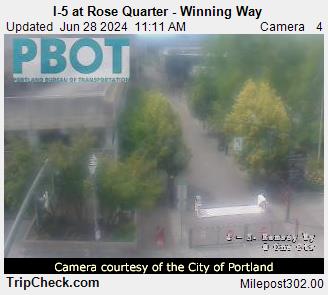 I-5 at Rose Quarter - Winning Way
Updated Jun 28 2024 11:11 AM Camera 4
PBOT
PORTLAND BUREAU OF TRANSPORTATION
Camera courtesy of the City of Portland
TripCheck.com Milepost302.00